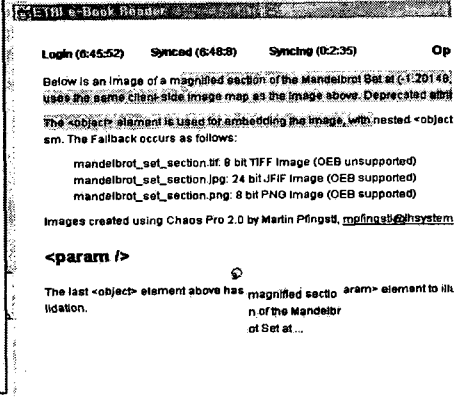 ETRI e-Book Reader
Login (6:45:52) Synced (6:48:8) Syncing (0:2:35) Op
Below is an image of a magnified section of the Mandelbrot Set at (-1.20148,
uses the same client-side image map as the image above. Deprecated attri
The <object> element is used for embedding the image, with nested <object
sm. The Fallback occurs as follows:
mandelbrot_set_section.tif: 8 bit TIFF Image (OEB unsupported)
mandelbrot_set_section.jpg: 24 bit JFIF Image (OEB supported)
mandelbrot_set_section.png: 8 bit PNG Image (OEB supported)
Images created using Chaos Pro 2.0 by Martin Pfingstl, mpfingstl@lhsystem
<param />
The last <object> element above has magnified sectio aram> element to illu
lidation. n of the Mandelbr
ot Set at ...